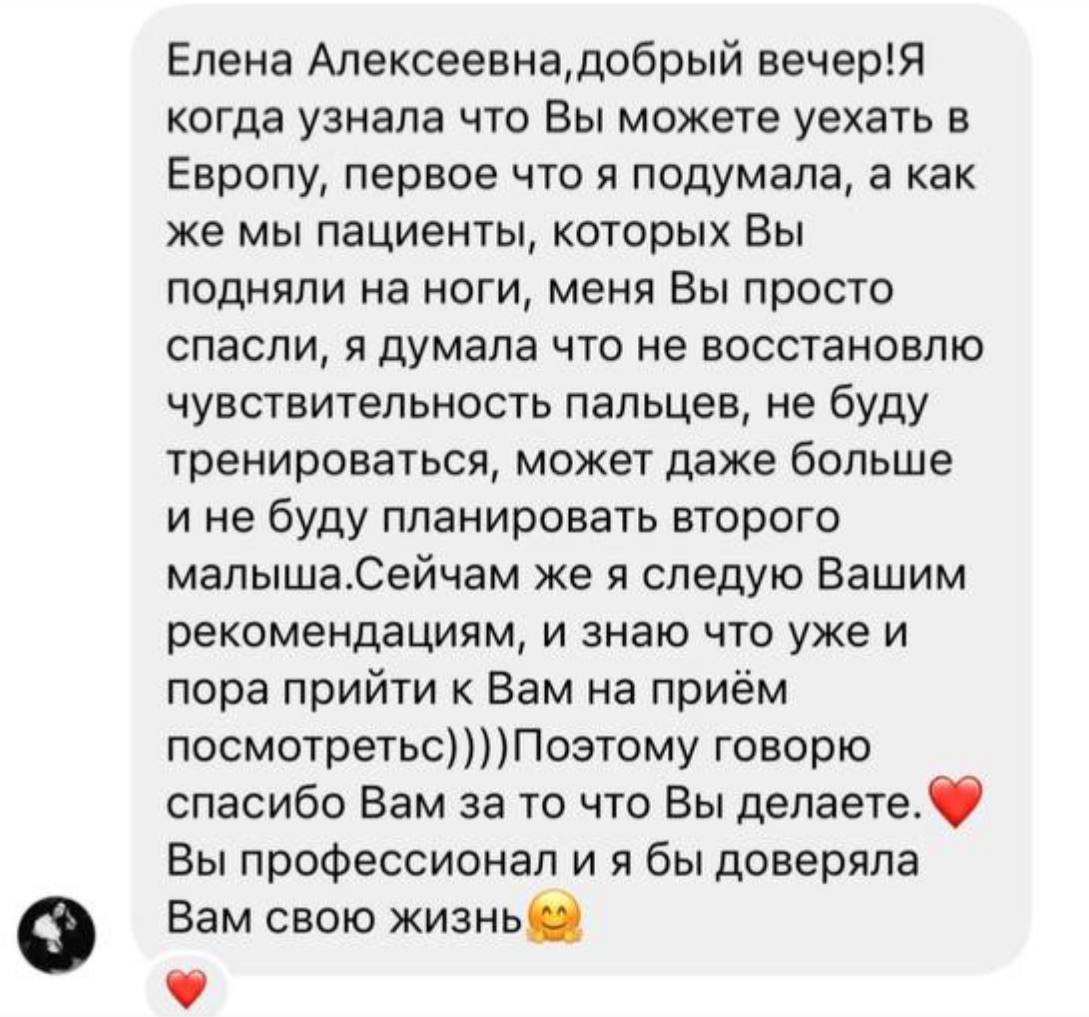 Елена Алексеевна,добрый вечер!Я
когда узнала что Вы можете уехать в
Европу, первое что я подумала, а как
же мы пациенты, которых Вы
подняли на ноги, меня Вы просто
спасли, я думала что не восстановлю
чувствительность пальцев, не буду
тренироваться, может даже больше
и не буду планировать второго
малыша.Сейчам же я следую Вашим
рекомендациям, и знаю что уже и
пора прийти к Вам на приём
посмотретьс))))Поэтому говорю
спасибо Вам за то что Вы делаете.❤️
Вы профессионал и я бы доверяла
Вам свою жизнь🤗